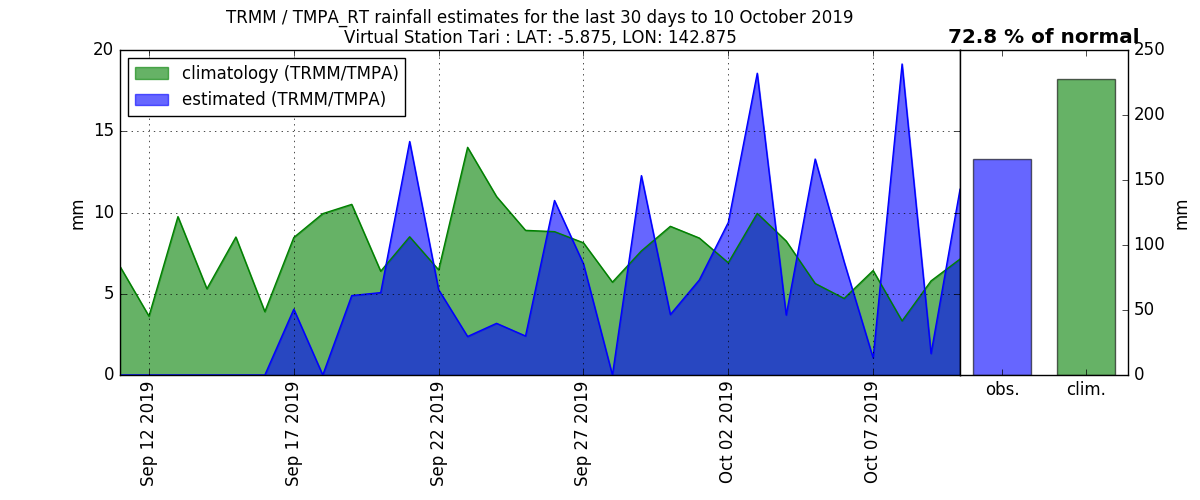 TRMM / TMPA_RT rainfall estimates for the last 30 days to 10 October 2019
Virtual Station Tari : LAT: -5.875, LON: 142.875
72.8 % of normal
climatology (TRMM/TMPA)
estimated (TRMM/TMPA)
20
15
10
5
0
mm
Sep 12 2019
Sep 17 2019
Sep 22 2019
Sep 27 2019
Oct 02 2019
Oct 07 2019
250
200
150
100
50
0
mm
obs.
clim.